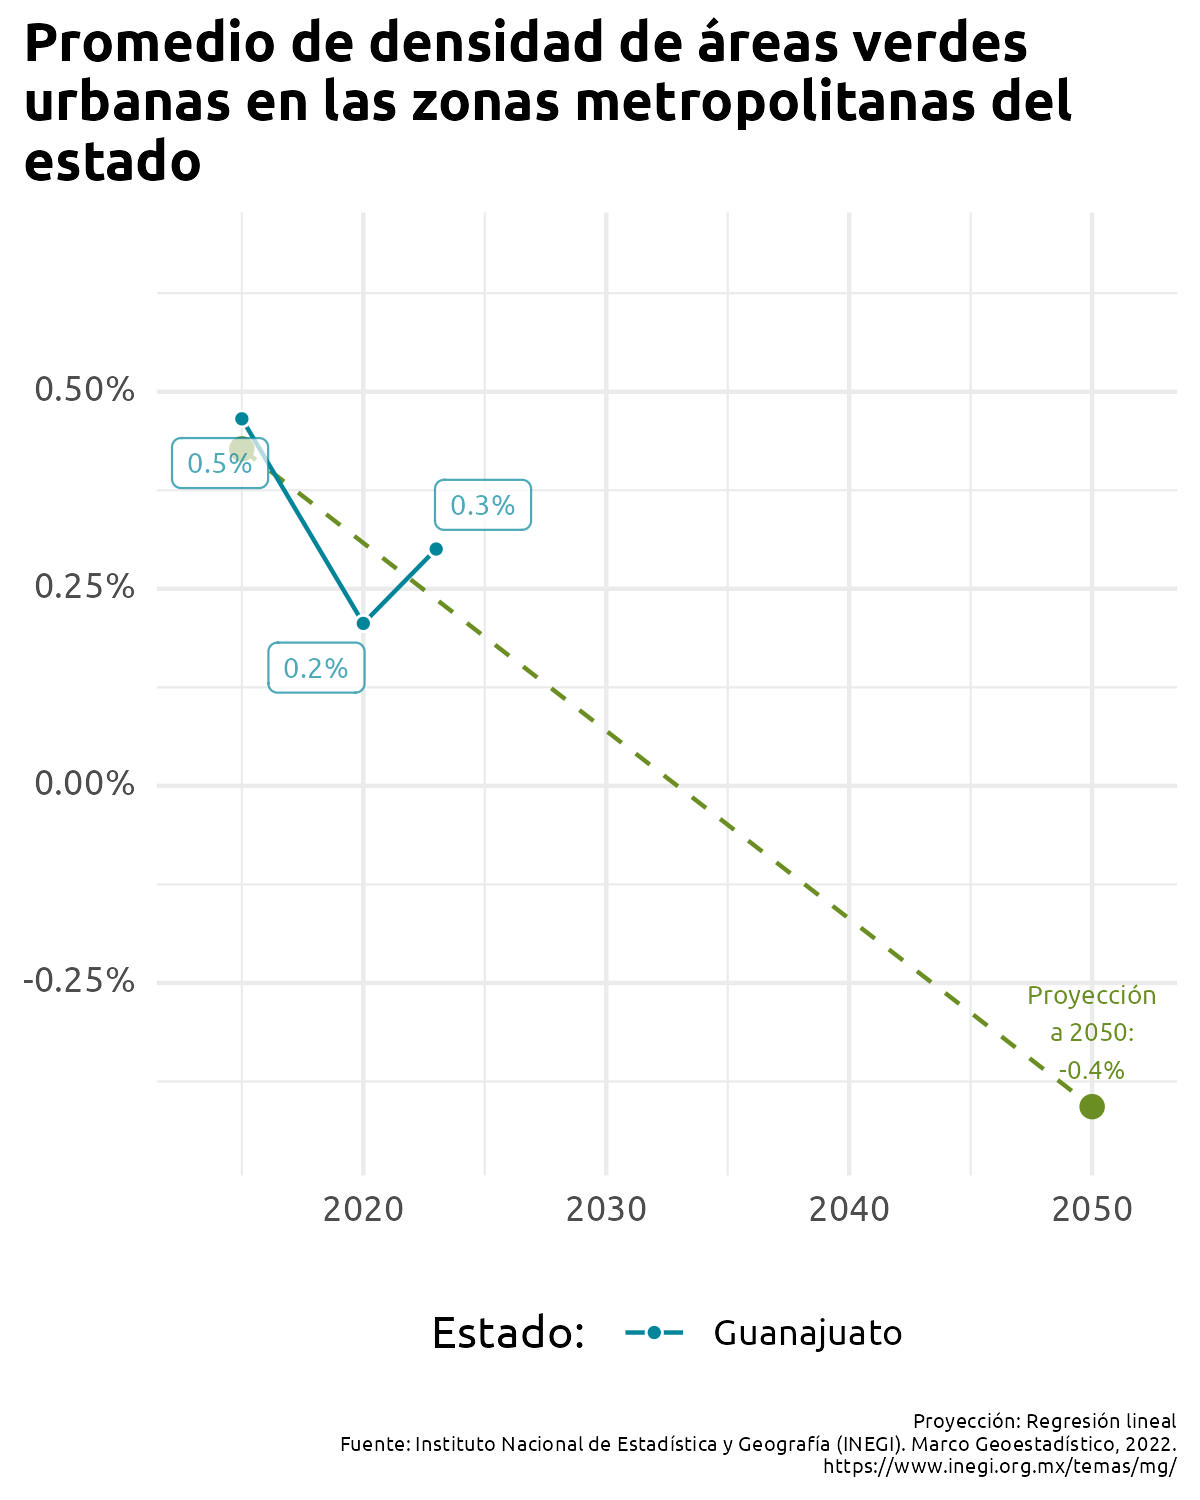 Promedio de densidad de áreas verdes
urbanas en las zonas metropolitanas del
estado
0.50%
0.5%
0.3%
0.25%
0.2%
0.00%
-0.25%
Proyección
a 2050:
-0.4%
2020 2030 2040 2050
Estado: Guanajuato
Proyección: Regresión lineal
Fuente: Instituto Nacional de Estadística y Geografía (INEGI). Marco Geoestadístico, 2022.
https://www.inegi.org.mx/temas/mg/